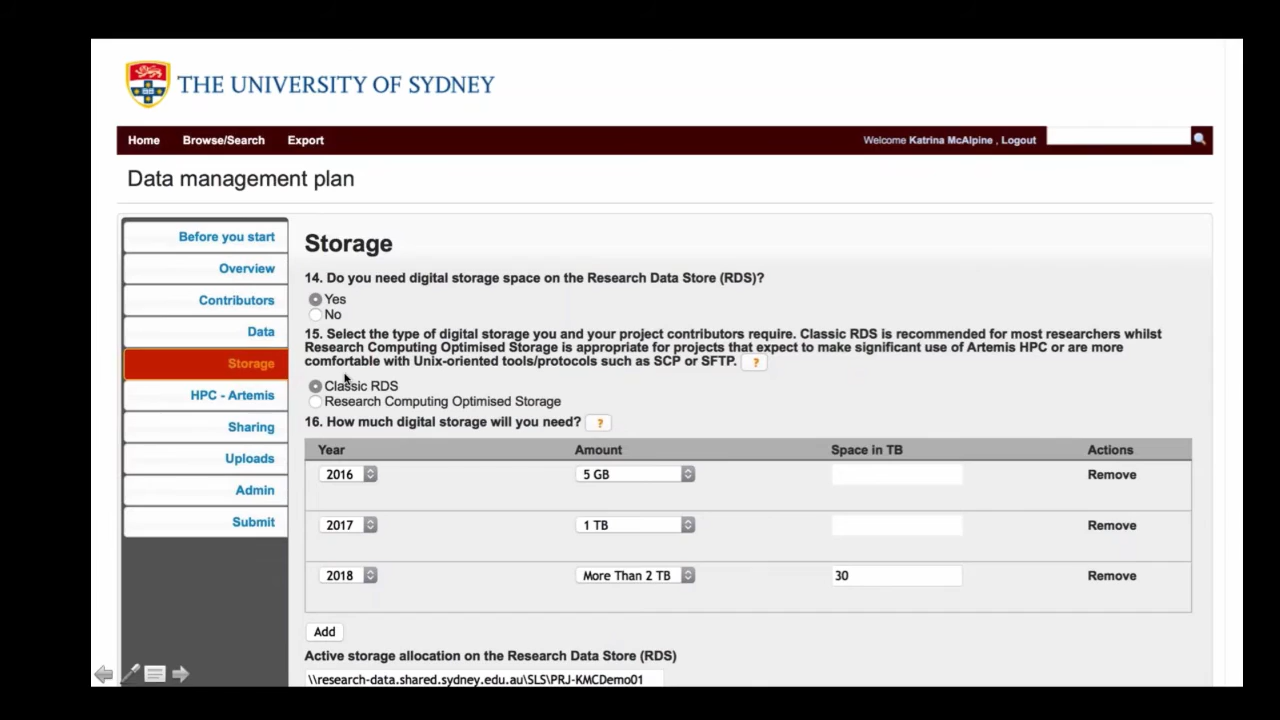 THE UNIVERSITY OF SYDNEY
Home Browse/Search Export Welcome Katrina McAlpine , Logout
Data management plan
Before you start
Overview
Contributors
Data
Storage
HPC - Artemis
Sharing
Uploads
Admin
Submit
Storage
14. Do you need digital storage space on the Research Data Store (RDS)?
Yes
No
15. Select the type of digital storage you and your project contributors require. Classic RDS is recommended for most researchers whilst
Research Computing Optimised Storage is appropriate for projects that expect to make significant use of Artemis HPC or are more
comfortable with Unix-oriented tools/protocols such as SCP or SFTP. ?
Classic RDS
Research Computing Optimised Storage
16. How much digital storage will you need? ?
Year Amount Space in TB Actions
2016 5 GB Remove
2017 1 TB Remove
2018 More Than 2 TB 30 Remove
Add
Active storage allocation on the Research Data Store (RDS)
\\research-data.shared.sydney.edu.au\SLS\PRJ-KMCDemo01